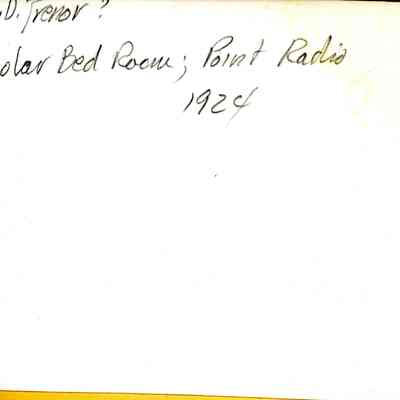 .D. Trenor?
olar Bed Room; Point Radio
1924